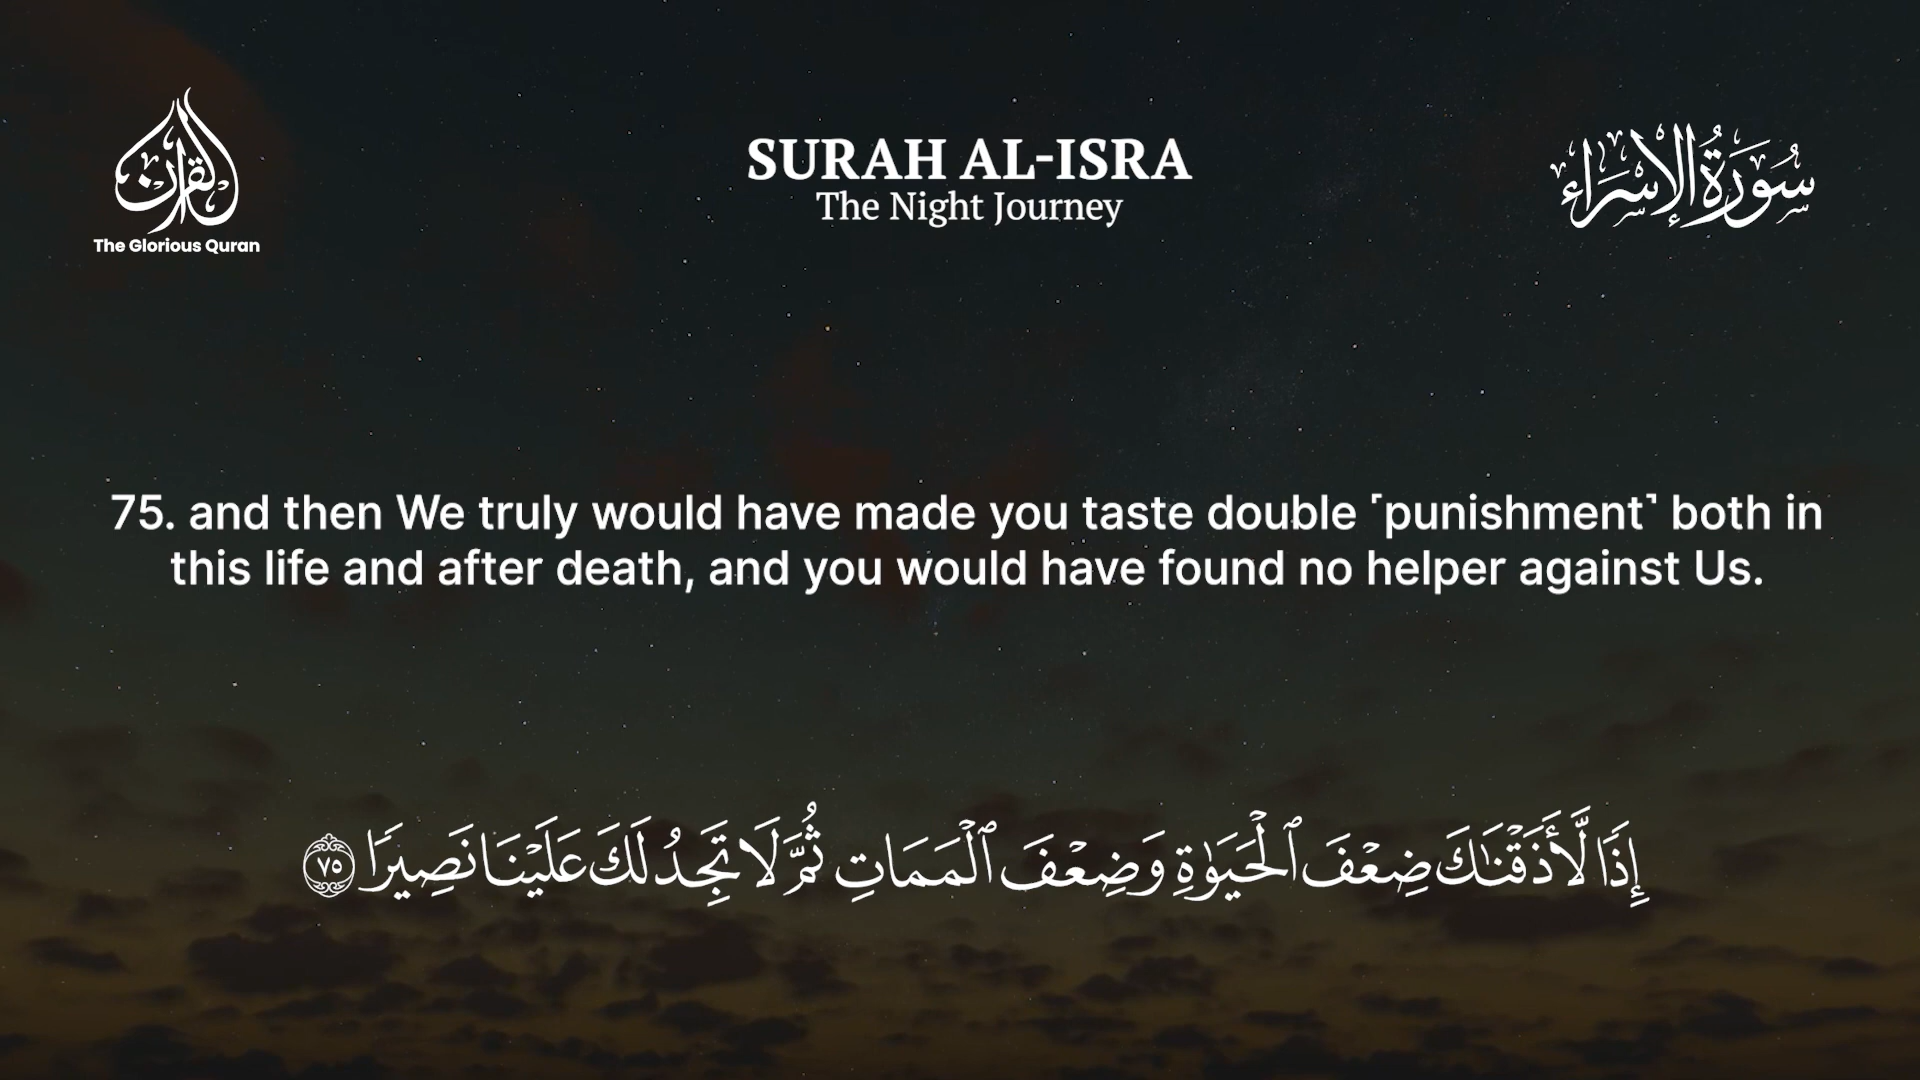 القرآن
The Glorious Quran
SURAH AL-ISRA
The Night Journey
سُورَةُ الإِسْرَاء
75. and then We truly would have made you taste double ˹punishment˺ both in
this life and after death, and you would have found no helper against Us.
إِذًا لَّأَذَقْنَـٰكَ ضِعْفَ ٱلْحَيَوٰةِ وَضِعْفَ ٱلْمَمَاتِ ثُمَّ لَا تَجِدُ لَكَ عَلَيْنَا نَصِيرًا ٧٥